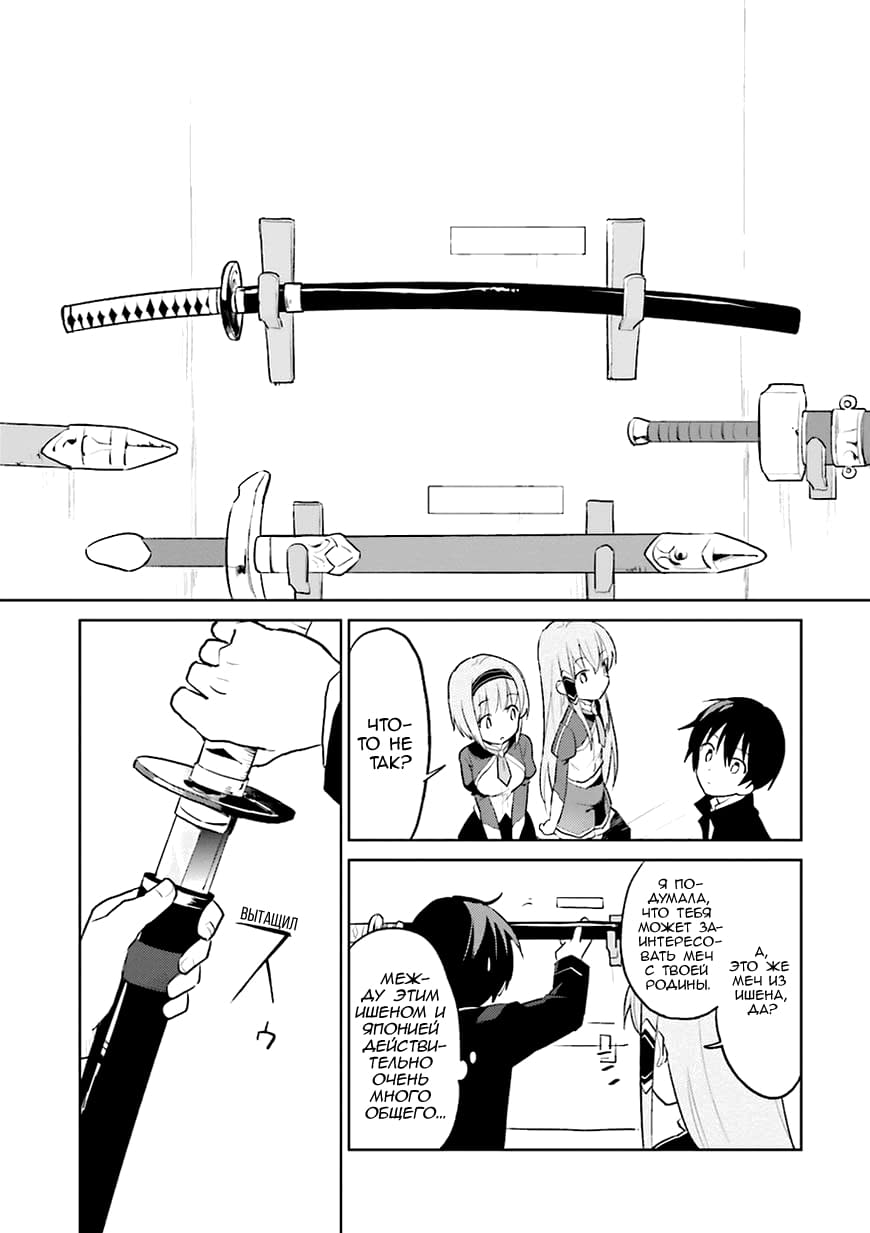 ЧТО-
ТО НЕ
ТАК?
А,
ЭТО ЖЕ
МЕЧ ИЗ
ИШЕНА,
ДА?
Я ПО-
ДУМАЛА,
ЧТО ТЕБЯ
МОЖЕТ ЗА-
ИНТЕРЕСО-
ВАТЬ МЕЧ
С ТВОЕЙ
РОДИНЫ.
МЕЖ-
ДУ ЭТИМ
ИШЕНОМ И
ЯПОНИЕЙ
ДЕЙСТВИ-
ТЕЛЬНО
ОЧЕНЬ
МНОГО
ОБЩЕГО...
ВЫТАЩИЛ